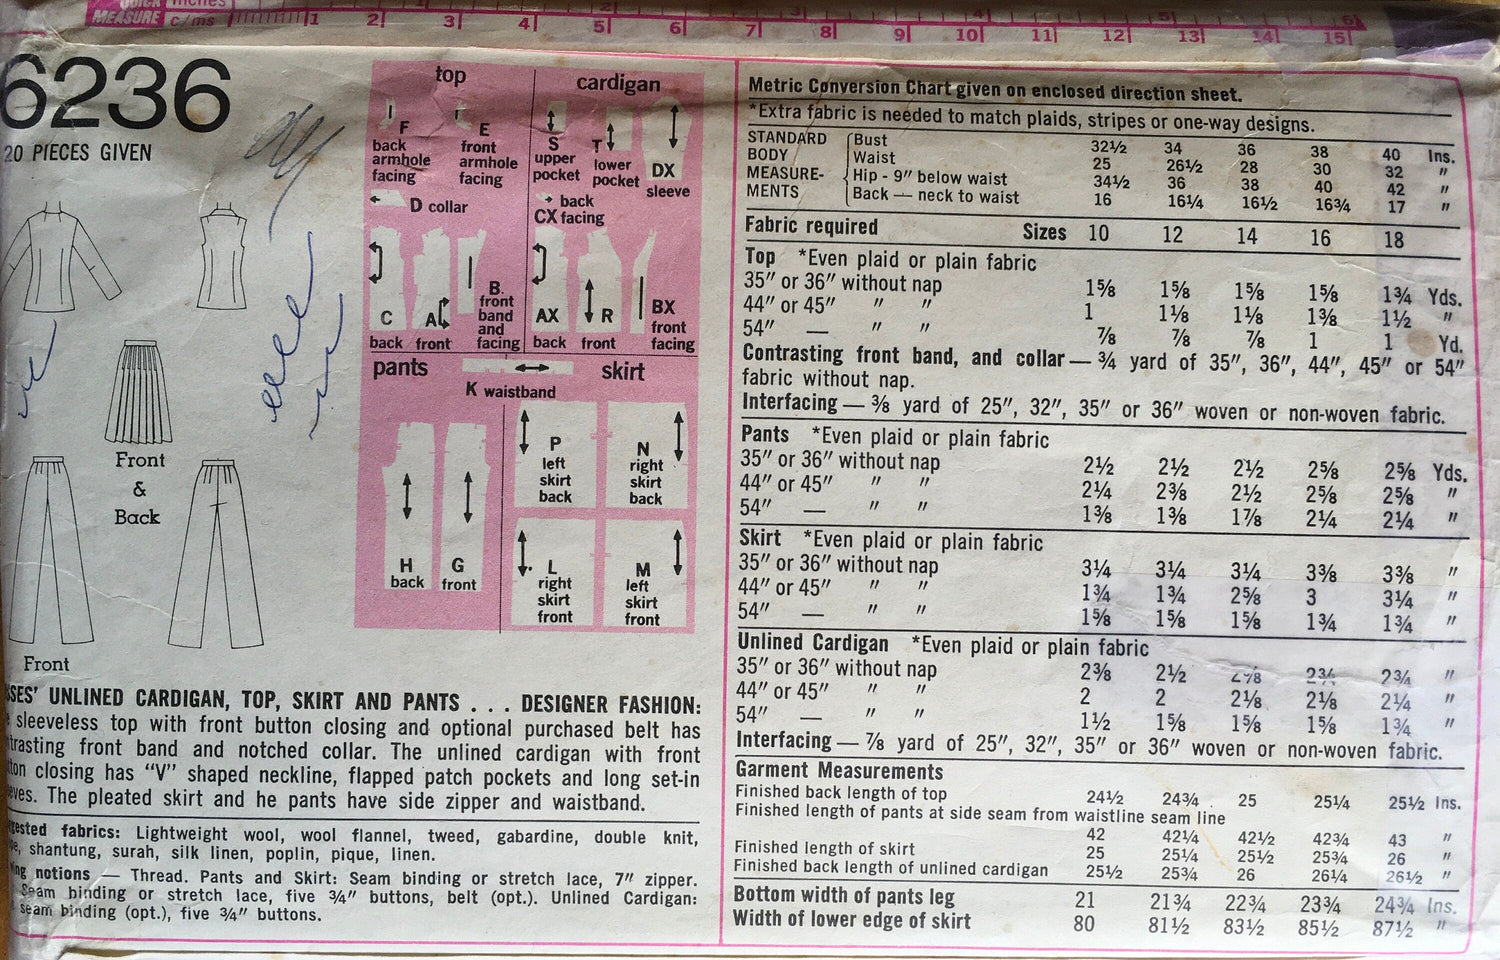 QUICK inches
MEASURE c/ms 1 2 3 4 5 6 7 8 9 10 11 12 13 14 15
6236
20 PIECES GIVEN
Front
&
Back
Front
top
F
back
armhole
facing
E
front
armhole
facing
D collar
C
back
A
front
B
front
band
and
facing
cardigan
S
upper
pocket
T
lower
pocket
DX
sleeve
back
CX facing
AX
back
R
front
BX
front
facing
pants
skirt
K waistband
H
back
G
front
P
left
skirt
back
N
right
skirt
back
L
right
skirt
front
M
left
skirt
front
UNLINED CARDIGAN, TOP, SKIRT AND PANTS . . . DESIGNER FASHION:
sleeveless top with front button closing and optional purchased belt has
front band and notched collar. The unlined cardigan with front
closing has “V” shaped neckline, flapped patch pockets and long set-in
The pleated skirt and he pants have side zipper and waistband.
fabrics: Lightweight wool, wool flannel, tweed, gabardine, double knit,
shantung, surah, silk linen, poplin, pique, linen.
notions — Thread. Pants and Skirt: Seam binding or stretch lace, 7” zipper.
Seam binding or stretch lace, five ¾” buttons, belt (opt.). Unlined Cardigan:
seam binding (opt.), five ¾” buttons.
Metric Conversion Chart given on enclosed direction sheet.
*Extra fabric is needed to match plaids, stripes or one-way designs.
STANDARD BODY MEASURE-MENTS
Bust 32½ 34 36 38 40 Ins.
Waist 25 26½ 28 30 32 ”
Hip - 9” below waist 34½ 36 38 40 42 ”
Back — neck to waist 16 16¼ 16½ 16¾ 17 ”
Fabric required Sizes 10 12 14 16 18
Top *Even plaid or plain fabric
35” or 36” without nap 1⅝ 1⅝ 1⅝ 1⅝ 1¾ Yds.
44” or 45” ” ” 1 1⅛ 1⅛ 1⅜ 1½ ”
54” — ” ” ⅞ ⅞ ⅞ 1 1 Yd.
Contrasting front band, and collar — ¾ yard of 35”, 36”, 44”, 45” or 54”
fabric without nap.
Interfacing — ⅜ yard of 25”, 32”, 35” or 36” woven or non-woven fabric.
Pants *Even plaid or plain fabric
35” or 36” without nap 2½ 2½ 2½ 2⅝ 2⅝ Yds.
44” or 45” ” ” 2¼ 2⅜ 2½ 2⅝ 2⅝ ”
54” — ” ” 1⅜ 1⅜ 1⅞ 2¼ 2¼ ”
Skirt *Even plaid or plain fabric
35” or 36” without nap 3¼ 3¼ 3¼ 3⅜ 3⅜ ”
44” or 45” ” ” 1¾ 1¾ 2⅝ 3 3¼ ”
54” — ” ” 1⅝ 1⅝ 1⅝ 1¾ 1¾ ”
Unlined Cardigan *Even plaid or plain fabric
35” or 36” without nap 2⅜ 2½ 2¾ 2¾ ”
44” or 45” ” ” 2 2 2⅛ 2⅛ 2¼ ”
54” — ” ” 1½ 1⅝ 1⅝ 1⅝ 1¾ ”
Interfacing — ⅞ yard of 25”, 32”, 35” or 36” woven or non-woven fabric.
Garment Measurements
Finished back length of top 24½ 24¾ 25 25¼ 25½ Ins.
Finished length of pants at side seam from waistline seam line
42 42¼ 42½ 42¾ 43 ”
Finished length of skirt 25 25¼ 25½ 25¾ 26 ”
Finished back length of unlined cardigan 25½ 25¾ 26 26¼ 26½ ”
Bottom width of pants leg 21 21¾ 22¾ 23¾ 24¾ Ins.
Width of lower edge of skirt 80 81½ 83½ 85½ 87½ ”